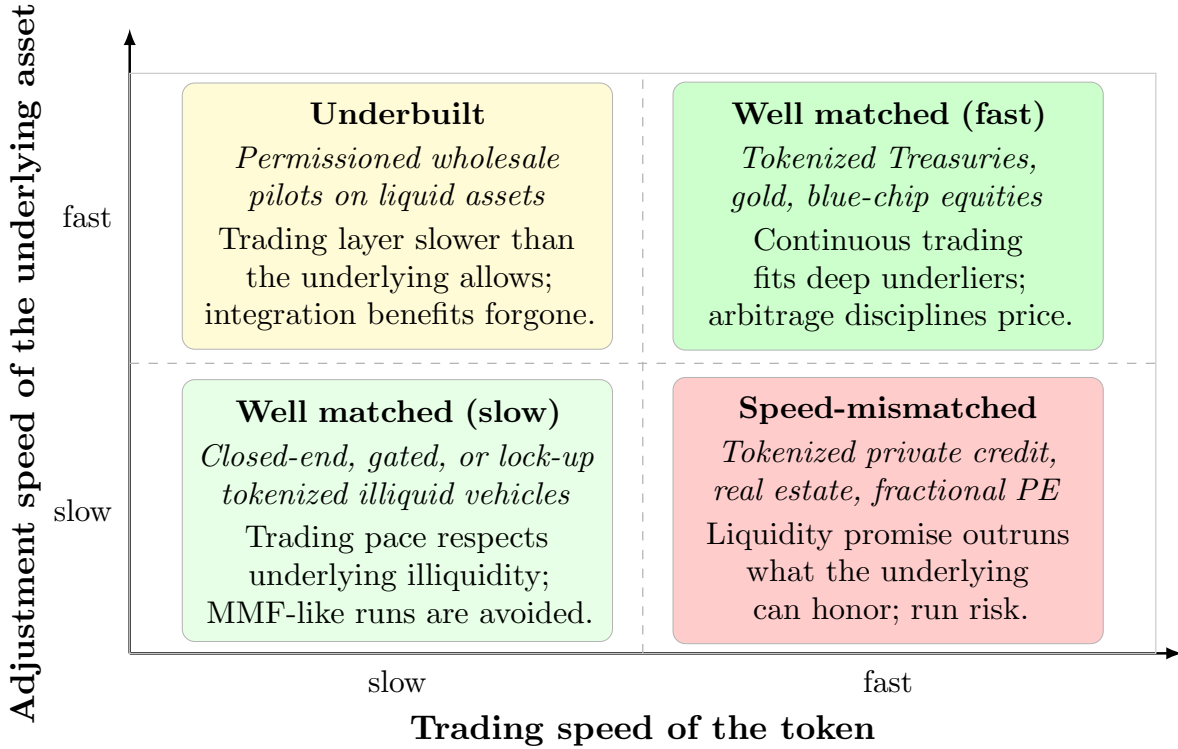 Adjustment speed of the underlying asset
fast
slow
Underbuilt
Permissioned wholesale
pilots on liquid assets
Trading layer slower than
the underlying allows;
integration benefits forgone.
Well matched (fast)
Tokenized Treasuries,
gold, blue-chip equities
Continuous trading
fits deep underliers;
arbitrage disciplines price.
Well matched (slow)
Closed-end, gated, or lock-up
tokenized illiquid vehicles
Trading pace respects
underlying illiquidity;
MMF-like runs are avoided.
Speed-mismatched
Tokenized private credit,
real estate, fractional PE
Liquidity promise outruns
what the underlying
can honor; run risk.
slow
fast
Trading speed of the token